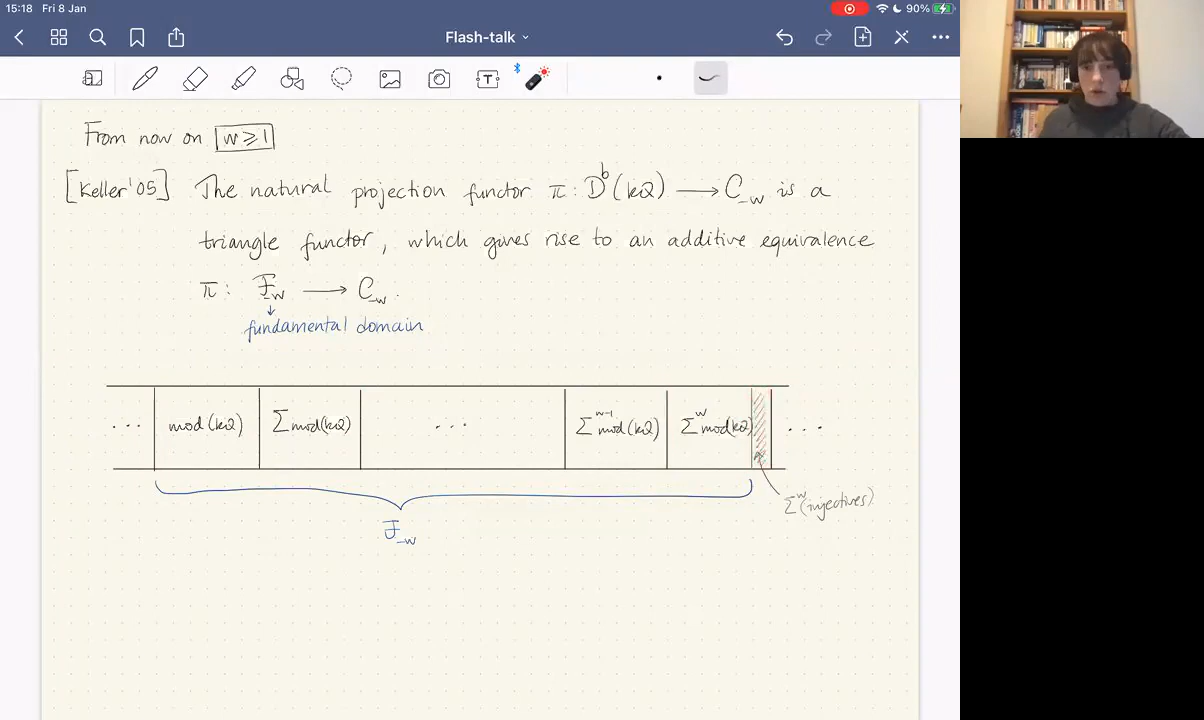 15:18 Fri 8 Jan
90%
Flash-talk
From now on w ≥ 1
[Keller'05] The natural projection functor π: D^b(kQ) ⟶ C_{-w} is a
triangle functor, which gives rise to an additive equivalence
π: F_{-w} ⟶ C_{-w}.
↓
fundamental domain
... mod(kQ) Σmod(kQ) ... Σ^{w-1}mod(kQ) Σ^w mod(kQ) ...
Σ^w(injectives)
F_{-w}